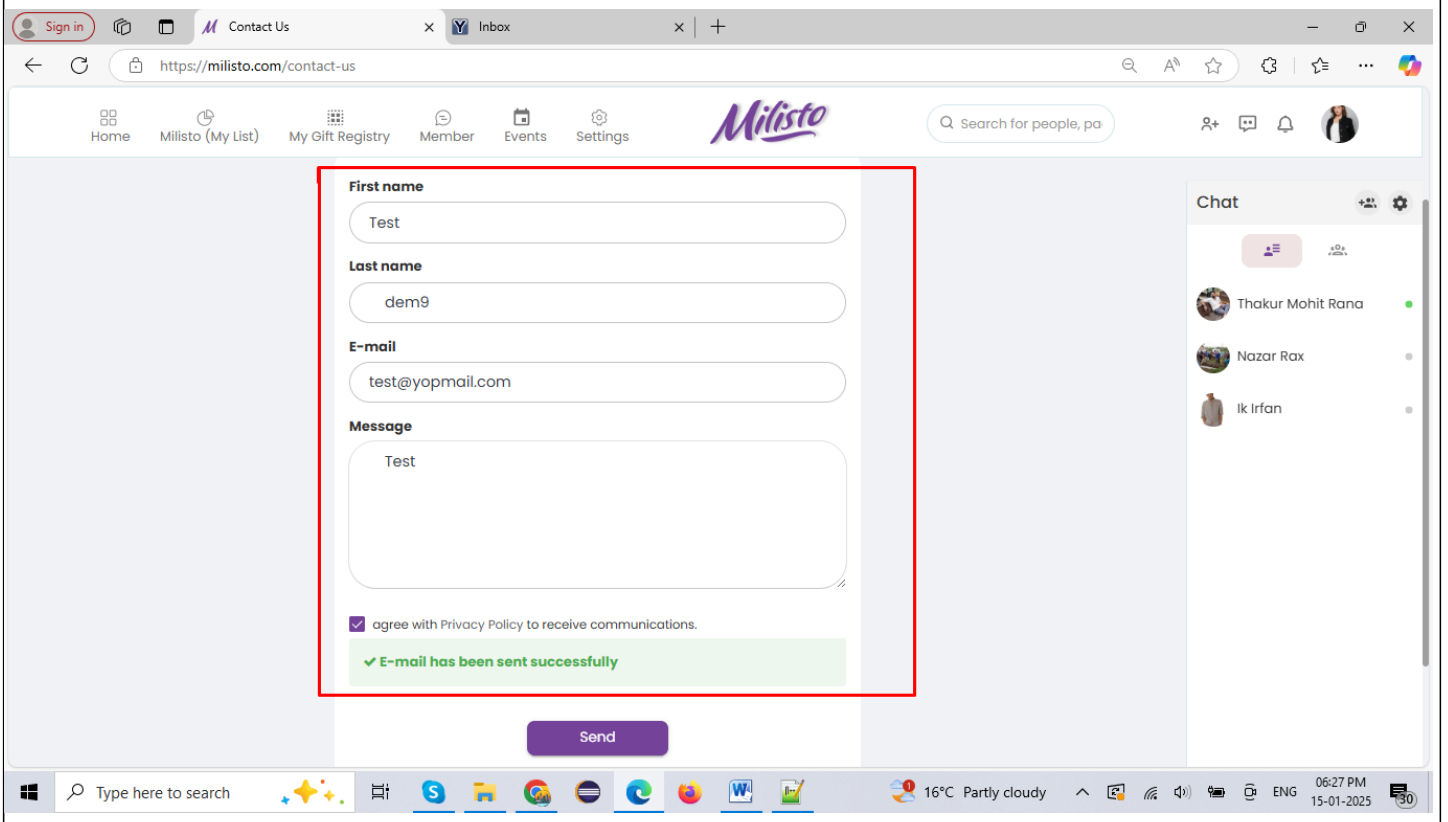 Sign in
Contact Us
Inbox
https://milisto.com/contact-us
Home
Milisto (My List)
My Gift Registry
Member
Events
Settings
Milisto
Search for people, pa
First name
Test
Last name
dem9
E-mail
test@yopmail.com
Message
Test
agree with Privacy Policy to receive communications.
E-mail has been sent successfully
Send
Chat
Thakur Mohit Rana
Nazar Rax
Ik Irfan
Type here to search
16°C Partly cloudy
ENG
06:27 PM
15-01-2025
30